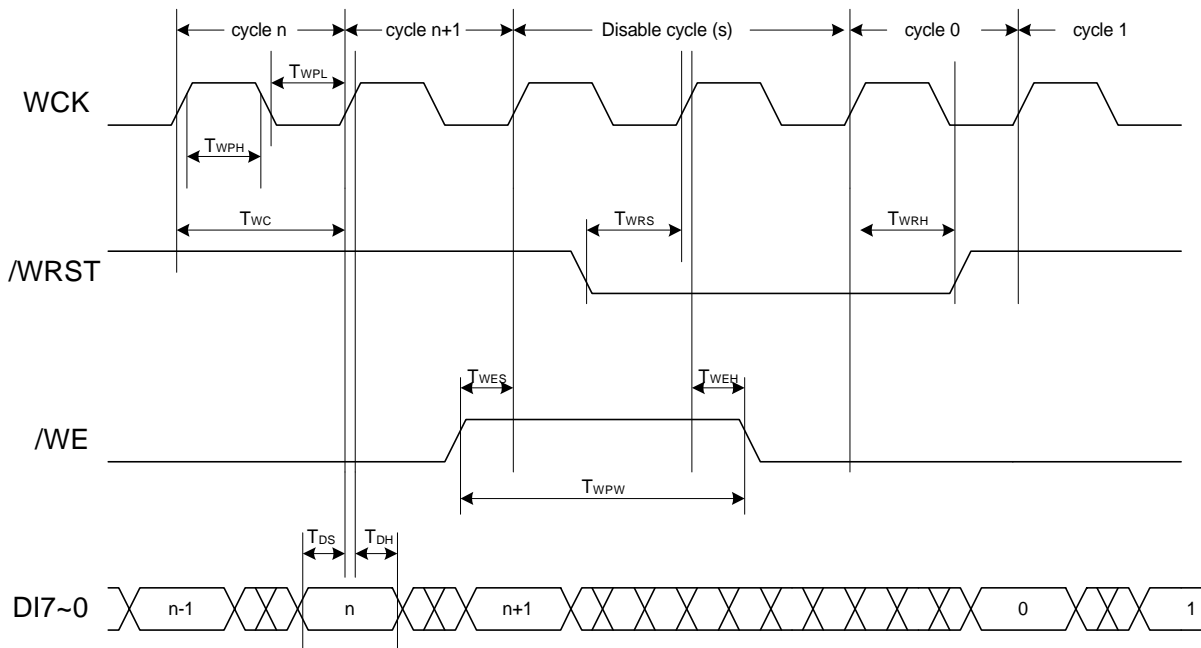 cycle n
cycle n+1
Disable cycle (s)
cycle 0
cycle 1
TWPL
WCK
TWPH
TWC
TWRS
TWRH
/WRST
TWES
TWEH
/WE
TWPW
TDS
TDH
DI7~0
n-1
n
n+1
0
1